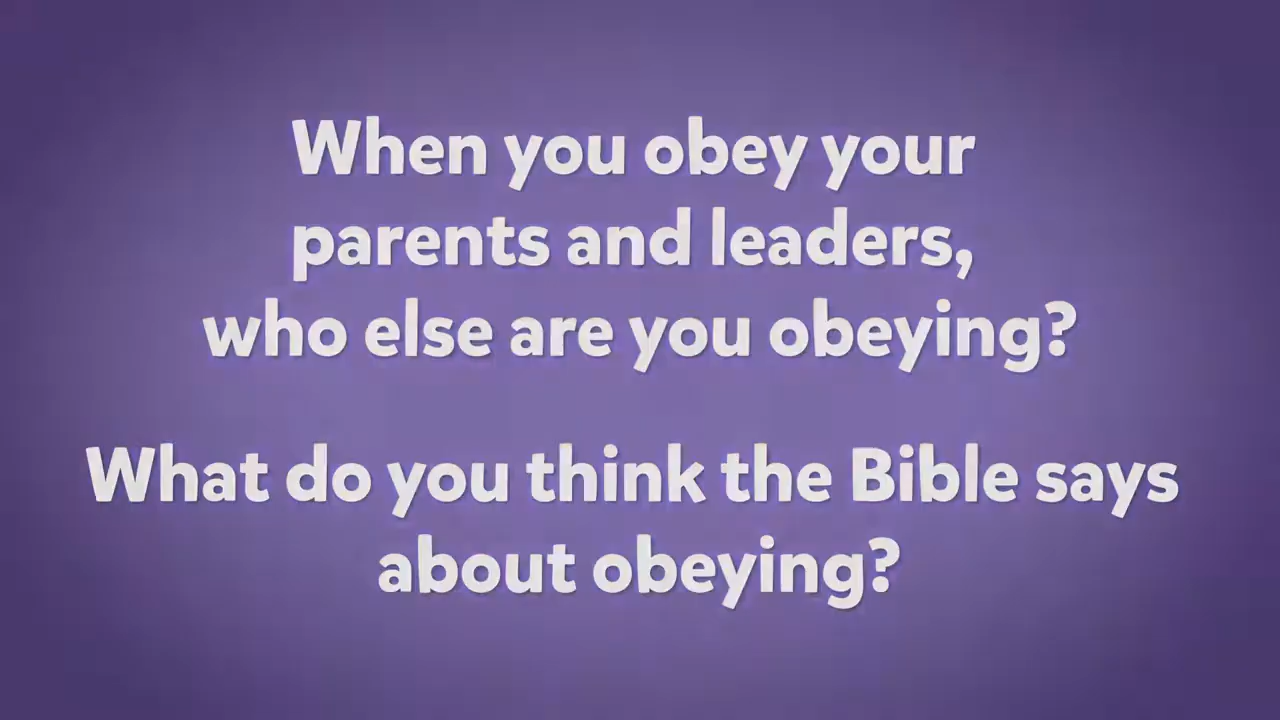 When you obey your
parents and leaders,
who else are you obeying?
What do you think the Bible says
about obeying?